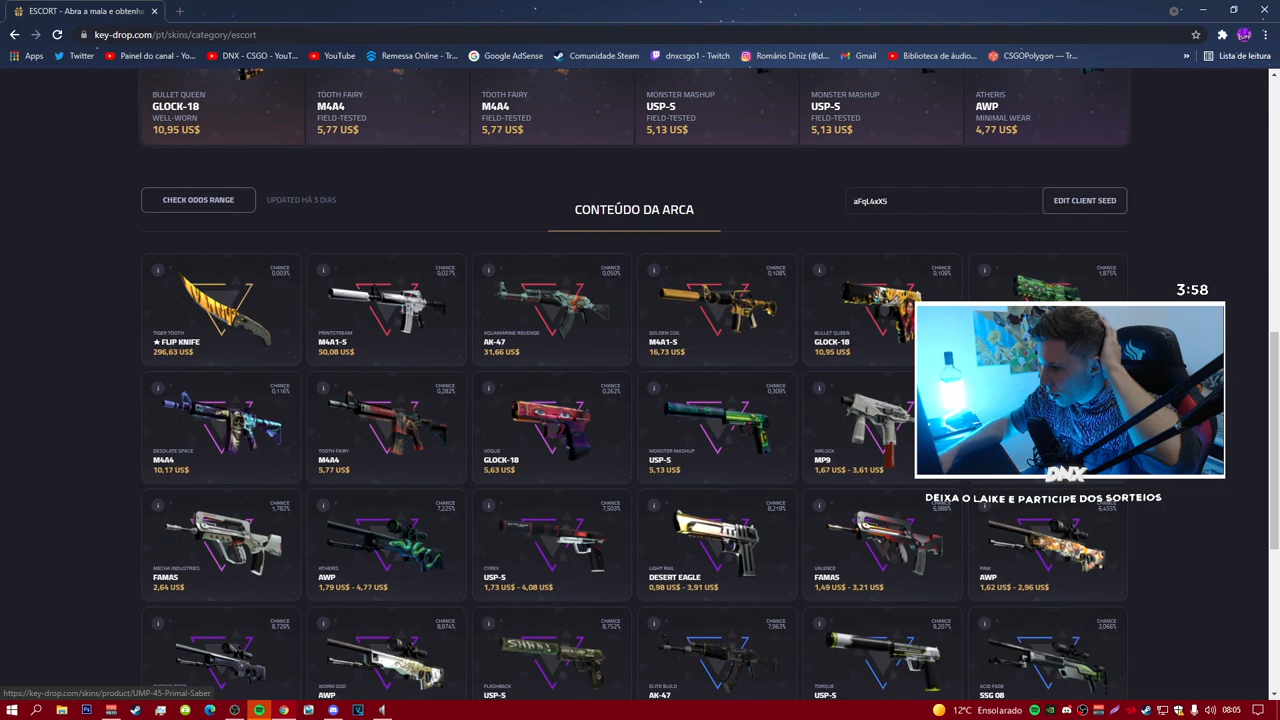 ESCORT - Abra a mala e obtenha
key-drop.com/pt/skins/category/escort
Apps
Twitter
Painel do canal - Yo...
DNX - CSGO - YouT...
YouTube
Remessa Online - Tr...
Google AdSense
Comunidade Steam
dnxcsgo1 - Twitch
Romário Diniz (@d...
Gmail
Biblioteca de áudio...
CSGOPolygon — Tr...
»
Lista de leitura
BULLET QUEEN
GLOCK-18
WELL-WORN
10,95 US$
TOOTH FAIRY
M4A4
FIELD-TESTED
5,77 US$
TOOTH FAIRY
M4A4
FIELD-TESTED
5,77 US$
MONSTER MASHUP
USP-S
FIELD-TESTED
5,13 US$
MONSTER MASHUP
USP-S
FIELD-TESTED
5,13 US$
ATHERIS
AWP
MINIMAL WEAR
4,77 US$
CHECK ODDS RANGE
UPDATED HÁ 3 DIAS
CONTEÚDO DA ARCA
aFqL4xX5
EDIT CLIENT SEED
CHANCE
0,003%
TIGER TOOTH
★ FLIP KNIFE
296,63 US$
CHANCE
0,027%
PRINTSTREAM
M4A1-S
50,08 US$
CHANCE
0,050%
AQUAMARINE REVENGE
AK-47
31,66 US$
CHANCE
0,108%
GOLDEN COIL
M4A1-S
16,73 US$
CHANCE
0,109%
BULLET QUEEN
GLOCK-18
10,95 US$
CHANCE
1,875%
3:58
CHANCE
0,116%
DESOLATE SPACE
M4A4
10,17 US$
CHANCE
0,282%
TOOTH FAIRY
M4A4
5,77 US$
CHANCE
0,262%
VOGUE
GLOCK-18
5,63 US$
CHANCE
0,309%
MONSTER MASHUP
USP-S
5,13 US$
AIRLOCK
MP9
1,67 US$ - 3,61 US$
DNX
DEIXA O LAIKE E PARTICIPE DOS SORTEIOS
CHANCE
1,782%
MECHA INDUSTRIES
FAMAS
2,64 US$
CHANCE
7,225%
ATHERIS
AWP
1,79 US$ - 4,77 US$
CHANCE
7,503%
CYREX
USP-S
1,73 US$ - 4,08 US$
CHANCE
8,219%
LIGHT RAIL
DESERT EAGLE
0,98 US$ - 3,91 US$
CHANCE
6,988%
VALENCE
FAMAS
1,49 US$ - 3,21 US$
CHANCE
6,455%
PAW
AWP
1,62 US$ - 2,96 US$
CHANCE
8,729%
CHANCE
8,974%
WORM GOD
AWP
CHANCE
8,752%
FLASHBACK
USP-S
CHANCE
7,963%
ELITE BUILD
AK-47
CHANCE
9,207%
TORQUE
USP-S
CHANCE
2,066%
ACID FADE
SSG 08
https://key-drop.com/skins/product/UMP-45-Primal-Saber
12°C Ensolarado
08:05